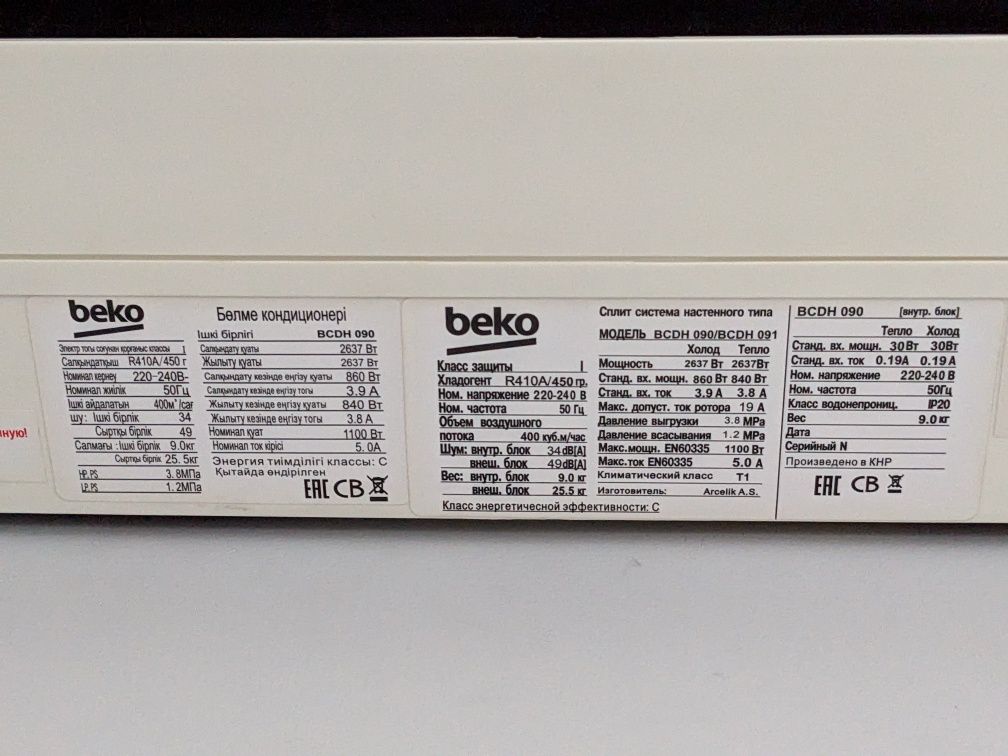 ную!
beko
Бөлме кондиционері
Ішкі бірлігі BCDH 090
Электр тогы соғуынан қорғаныс классы I
Салқындатқыш R410A/450 г
Номинал кернеу 220-240В~
Номинал жиілік 50Гц
Ішкі айдалатын 400м³/сағ
шу: Ішкі бірлік 34
Сыртқы бірлік 49
Салмағы :Ішкі бірлік 9.0кг
Сыртқы бірлік 25.5кг
HP.PS 3.8МПа
LP.PS 1.2МПа
Салқындату қуаты 2637 Вт
Жылыту қуаты 2637 Вт
Салқындату кезінде енгізу қуаты 860 Вт
Салқындату кезінде енгізу тогы 3.9 А
Жылыту кезінде енгізу қуаты 840 Вт
Жылыту кезінде енгізу тогы 3.8 А
Номинал қуат 1100 Вт
Номинал ток кірісі 5.0А
Энергия тиімділігі классы: C
Қытайда өндірілген
EAC CB
beko
Класс защиты I
Хладогент R410A/450 гр.
Ном. напряжение 220-240 В
Ном. частота 50 Гц
Объем воздушного
потока 400 куб.м/час
Шум: внутр. блок 34dB[A]
внеш. блок 49dB[A]
Вес: внутр. блок 9.0 кг
внеш. блок 25.5 кг
Класс энергетической эффективности: C
Сплит система настенного типа
МОДЕЛЬ BCDH 090/BCDH 091
Холод Тепло
Мощность 2637 Вт 2637Вт
Станд. вх. мощн. 860 Вт 840 Вт
Станд. вх. ток 3.9 А 3.8 А
Макс. допуст. ток ротора 19 А
Давление выгрузки 3.8 MPa
Давление всасывания 1.2 MPa
Макс.мощн. EN60335 1100 Вт
Макс.ток EN60335 5.0 А
Климатический класс T1
Изготовитель: Arcelik A.S.
BCDH 090 [внутр. блок]
Тепло Холод
Станд. вх. мощн. 30Вт 30Вт
Станд. вх. ток 0.19А 0.19 А
Ном. напряжение 220-240 В
Ном. частота 50Гц
Класс водонепрониц. IP20
Вес 9.0 кг
Дата
Серийный N
Произведено в КНР
EAC CB